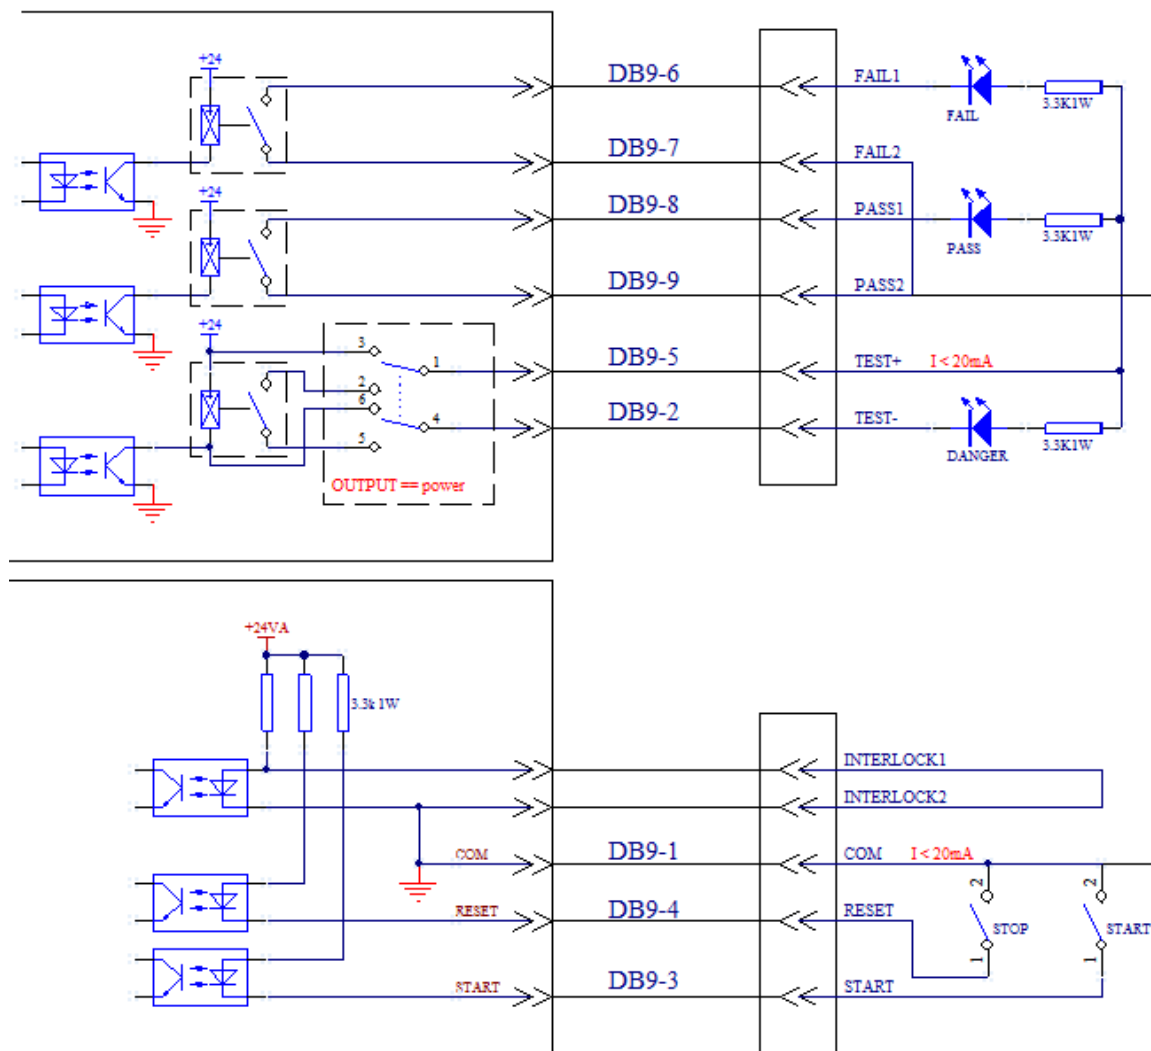 +24
DB9-6
FAIL1
FAIL
3.3K1W
DB9-7
FAIL2
+24
DB9-8
PASS1
PASS
3.3K1W
DB9-9
PASS2
+24
3
1
DB9-5
TEST+
I < 20mA
2
6
4
DB9-2
TEST-
5
DANGER
3.3K1W
OUTPUT == power
+24VA
3.3k 1W
INTERLOCK1
INTERLOCK2
COM
DB9-1
COM
I < 20mA
2
2
RESET
DB9-4
RESET
STOP
START
1
1
START
DB9-3
START